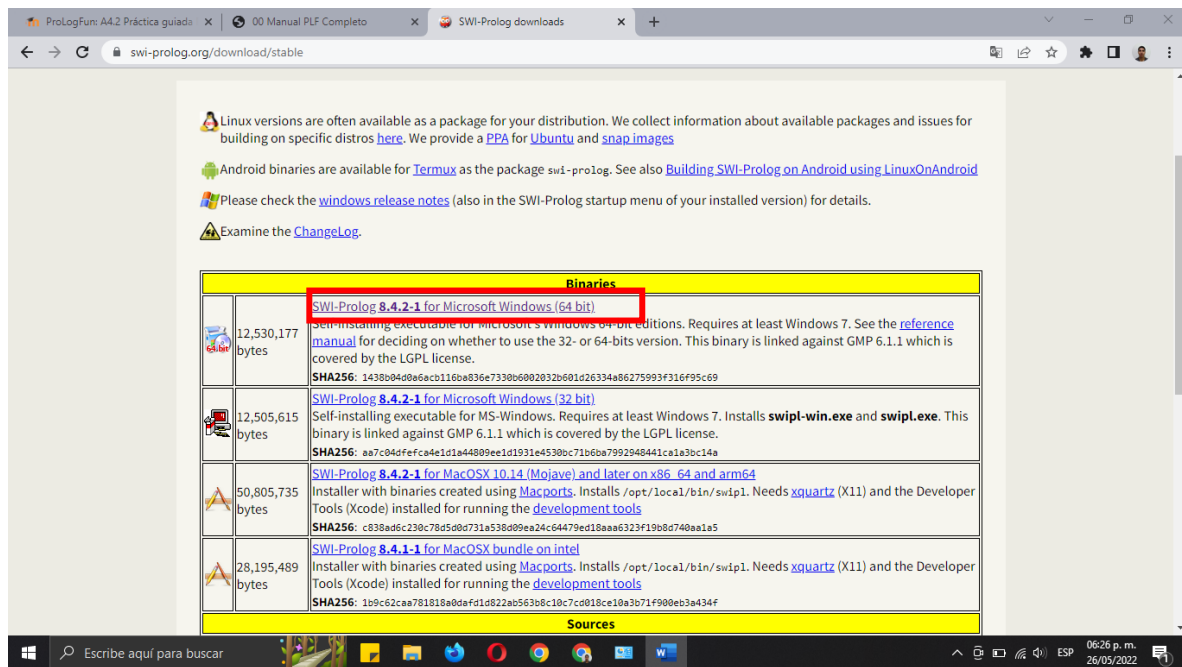 ProLogFun: A4.2 Práctica guiada
00 Manual PLF Completo
SWI-Prolog downloads
swi-prolog.org/download/stable
Linux versions are often available as a package for your distribution. We collect information about available packages and issues for
building on specific distros here. We provide a PPA for Ubuntu and snap images
Android binaries are available for Termux as the package swi-prolog. See also Building SWI-Prolog on Android using LinuxOnAndroid
Please check the windows release notes (also in the SWI-Prolog startup menu of your installed version) for details.
Examine the ChangeLog.
Binaries
64-bit
12,530,177
bytes
SWI-Prolog 8.4.2-1 for Microsoft Windows (64 bit)
Self-installing executable for Microsoft's Windows 64-bit editions. Requires at least Windows 7. See the reference
manual for deciding on whether to use the 32- or 64-bits version. This binary is linked against GMP 6.1.1 which is
covered by the LGPL license.
SHA256: 1438b04d0a6acb116ba836e7330b6002032b601d26334a86275993f316f95c69
12,505,615
bytes
SWI-Prolog 8.4.2-1 for Microsoft Windows (32 bit)
Self-installing executable for MS-Windows. Requires at least Windows 7. Installs swipl-win.exe and swipl.exe. This
binary is linked against GMP 6.1.1 which is covered by the LGPL license.
SHA256: aa7c04dfefca4e1d1a44809ee1d1931e4530bc71b6ba7992948441ca1a3bc14a
50,805,735
bytes
SWI-Prolog 8.4.2-1 for MacOSX 10.14 (Mojave) and later on x86_64 and arm64
Installer with binaries created using Macports. Installs /opt/local/bin/swipl. Needs xquartz (X11) and the Developer
Tools (Xcode) installed for running the development tools
SHA256: c838ad6c230c78d5d0d731a538d09ea24c64479ed18aaa6323f19b8d740aa1a5
28,195,489
bytes
SWI-Prolog 8.4.1-1 for MacOSX bundle on intel
Installer with binaries created using Macports. Installs /opt/local/bin/swipl. Needs xquartz (X11) and the Developer
Tools (Xcode) installed for running the development tools
SHA256: 1b9c62caa781818a0dafd1d822ab563b8c10c7cd018ce10a3b71f900eb3a434f
Sources
Escribe aquí para buscar
ESP
06:26 p. m.
26/05/2022
1